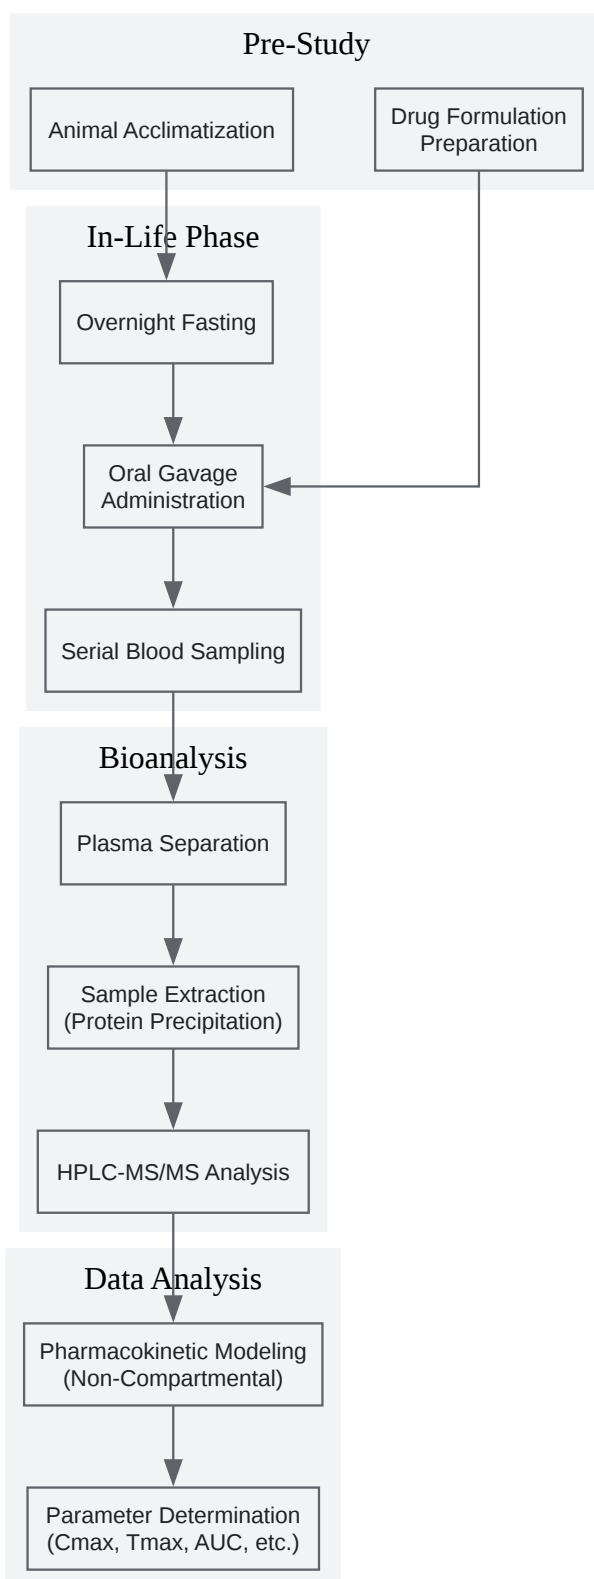 Pre-Study
Animal Acclimatization
Drug Formulation
Preparation
In-Life Phase
Overnight Fasting
Oral Gavage
Administration
Serial Blood Sampling
Bioanalysis
Plasma Separation
Sample Extraction
(Protein Precipitation)
HPLC-MS/MS Analysis
Data Analysis
Pharmacokinetic Modeling
(Non-Compartmental)
Parameter Determination
(Cmax, Tmax, AUC, etc.)